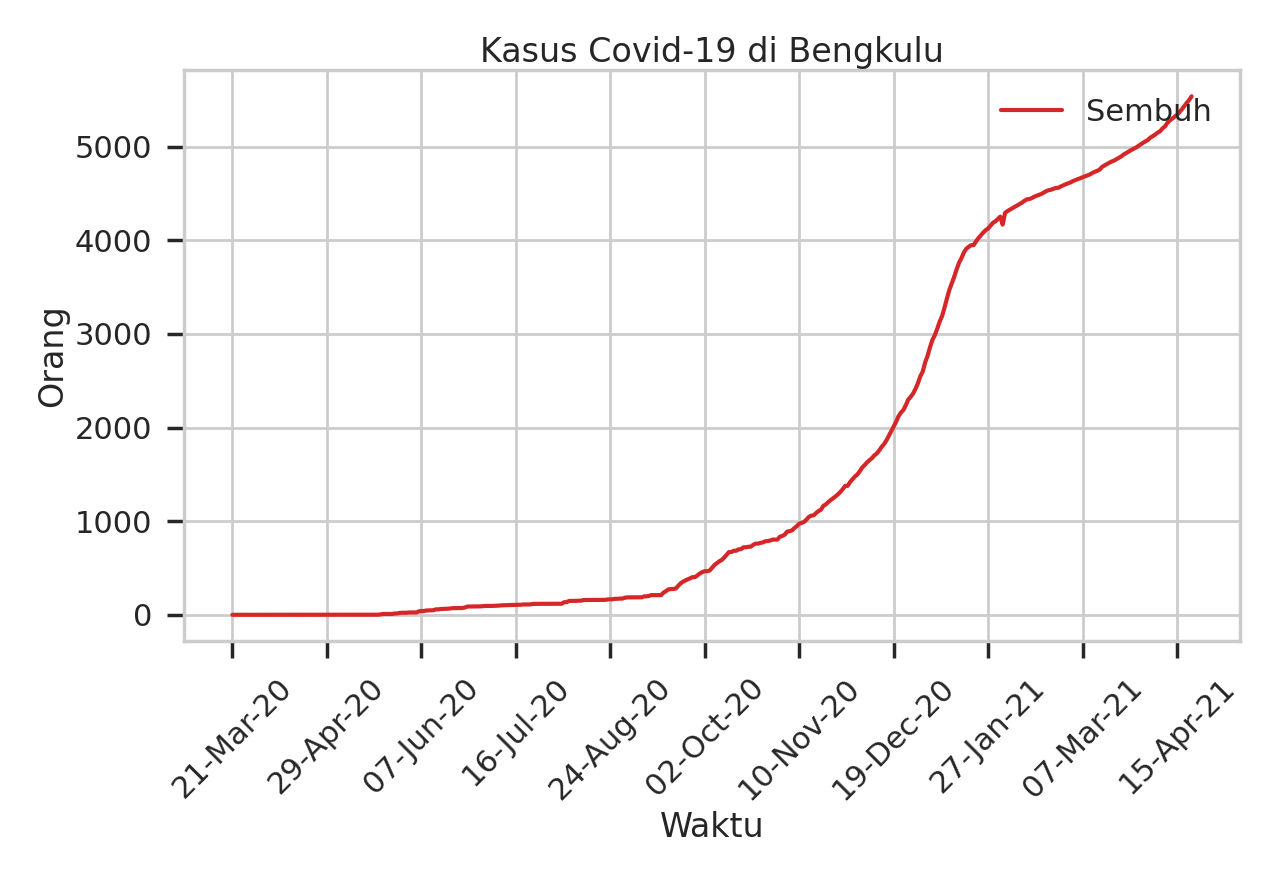 Kasus Covid-19 di Bengkulu
Sembuh
Orang
5000
4000
3000
2000
1000
0
21-Mar-20
29-Apr-20
07-Jun-20
16-Jul-20
24-Aug-20
02-Oct-20
10-Nov-20
19-Dec-20
27-Jan-21
07-Mar-21
15-Apr-21
Waktu